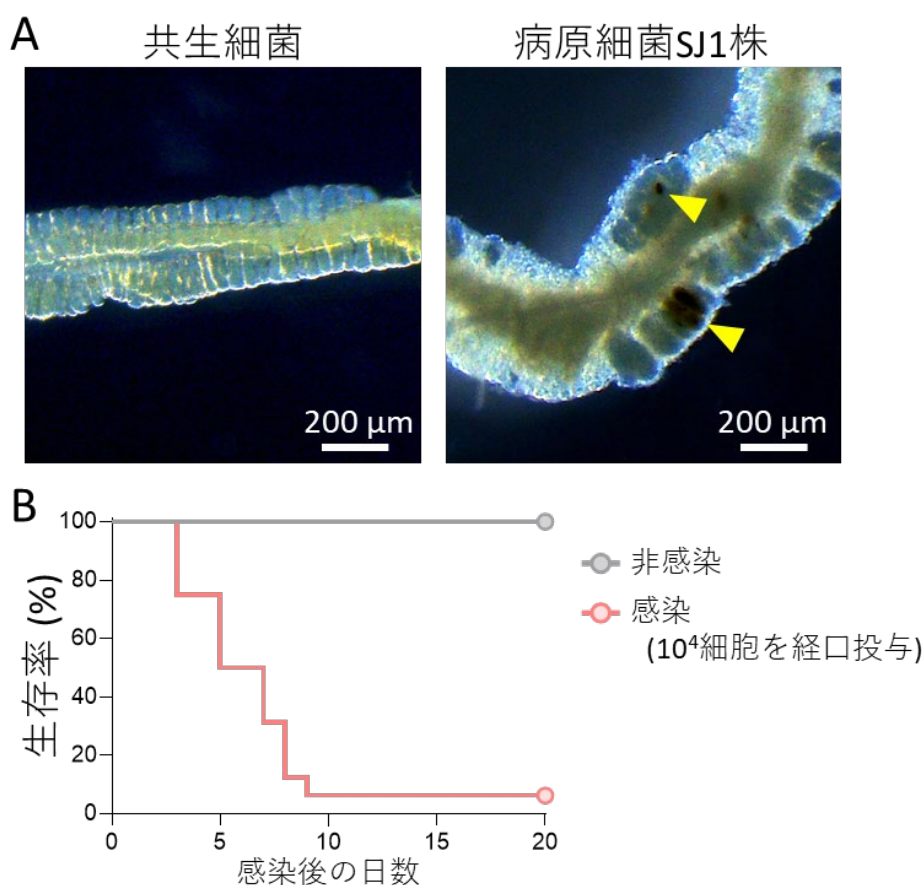 A
共生細菌
病原細菌SJ1株
200 μm
200 μm
B
生存率 (%)
100
80
60
40
20
0
0
5
10
15
20
感染後の日数
非感染
感染
(10⁴細胞を経口投与)